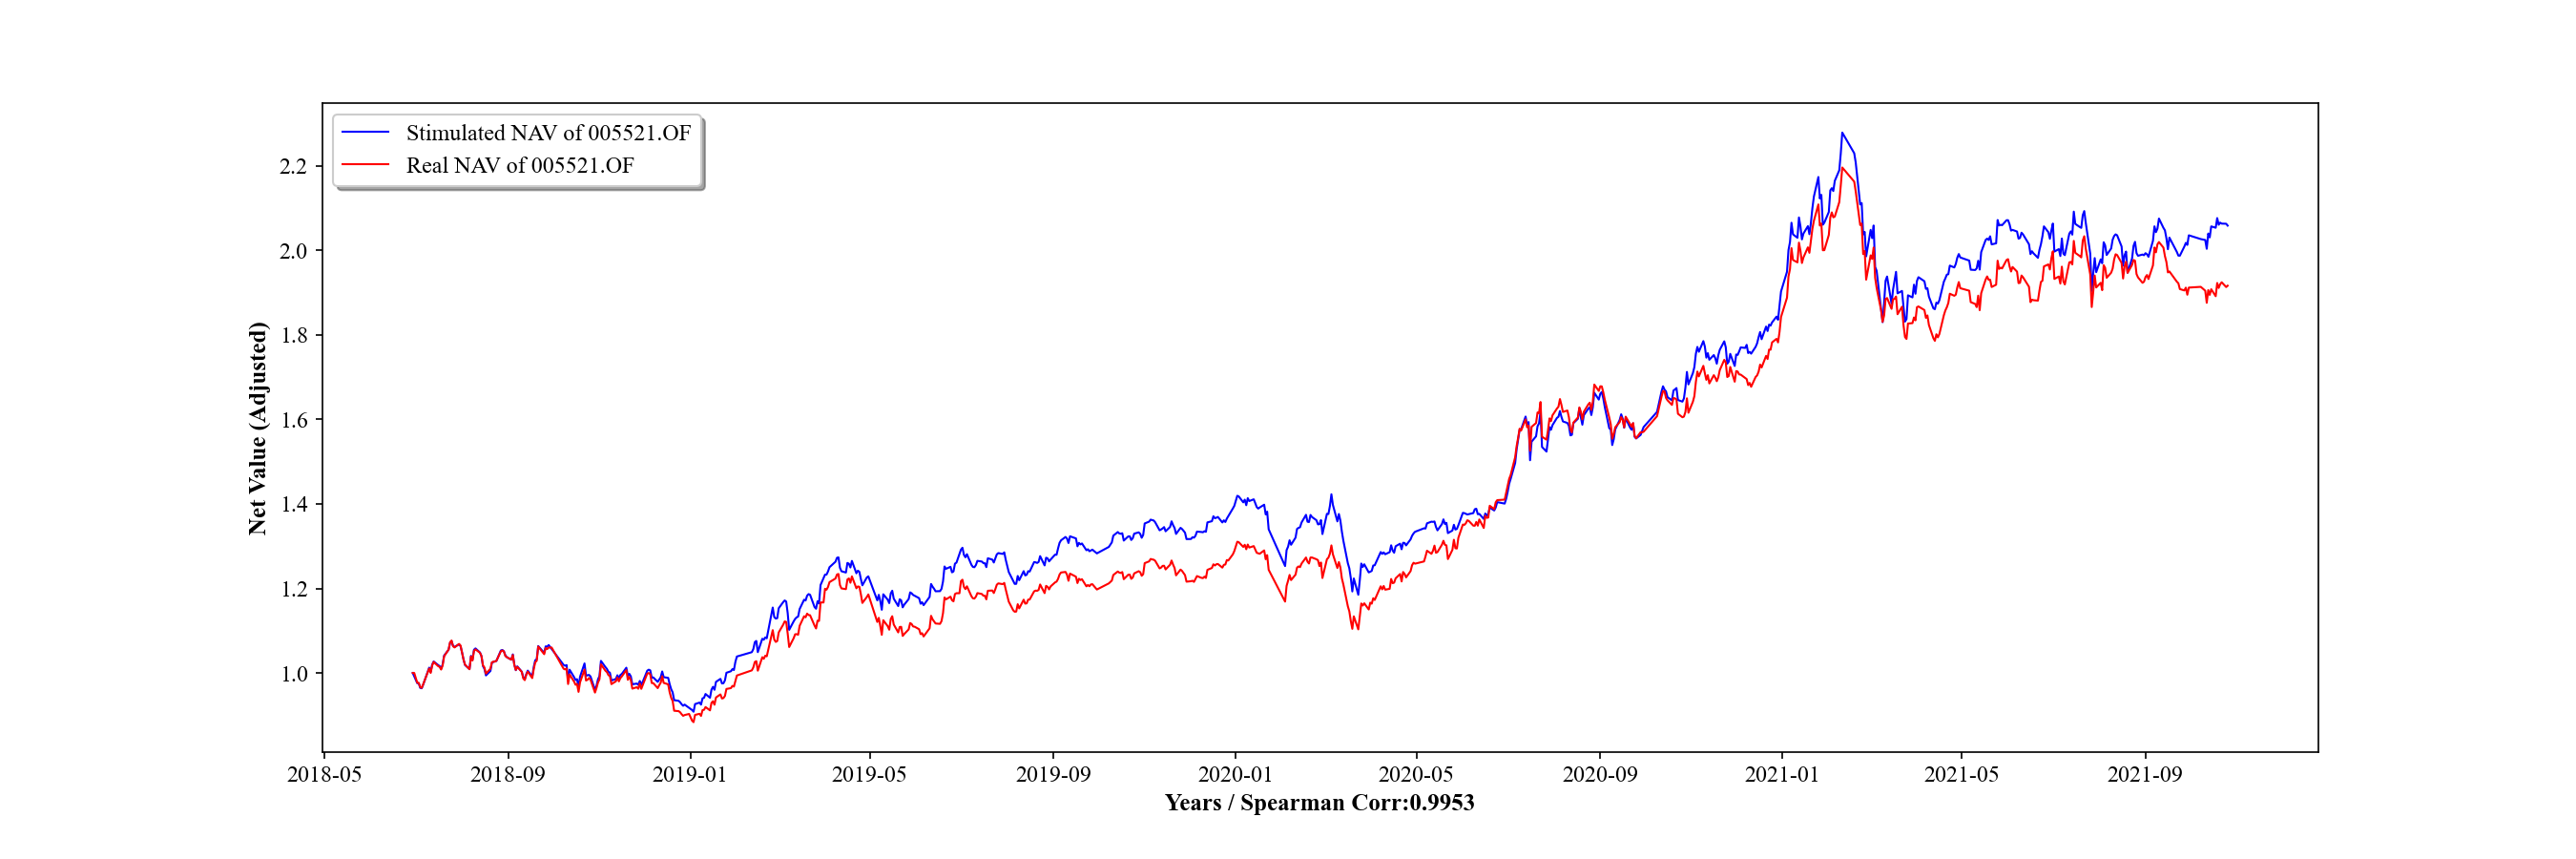 Stimulated NAV of 005521.OF
Real NAV of 005521.OF
Net Value (Adjusted)
2.2
2.0
1.8
1.6
1.4
1.2
1.0
2018-05 2018-09 2019-01 2019-05 2019-09 2020-01 2020-05 2020-09 2021-01 2021-05 2021-09
Years / Spearman Corr:0.9953